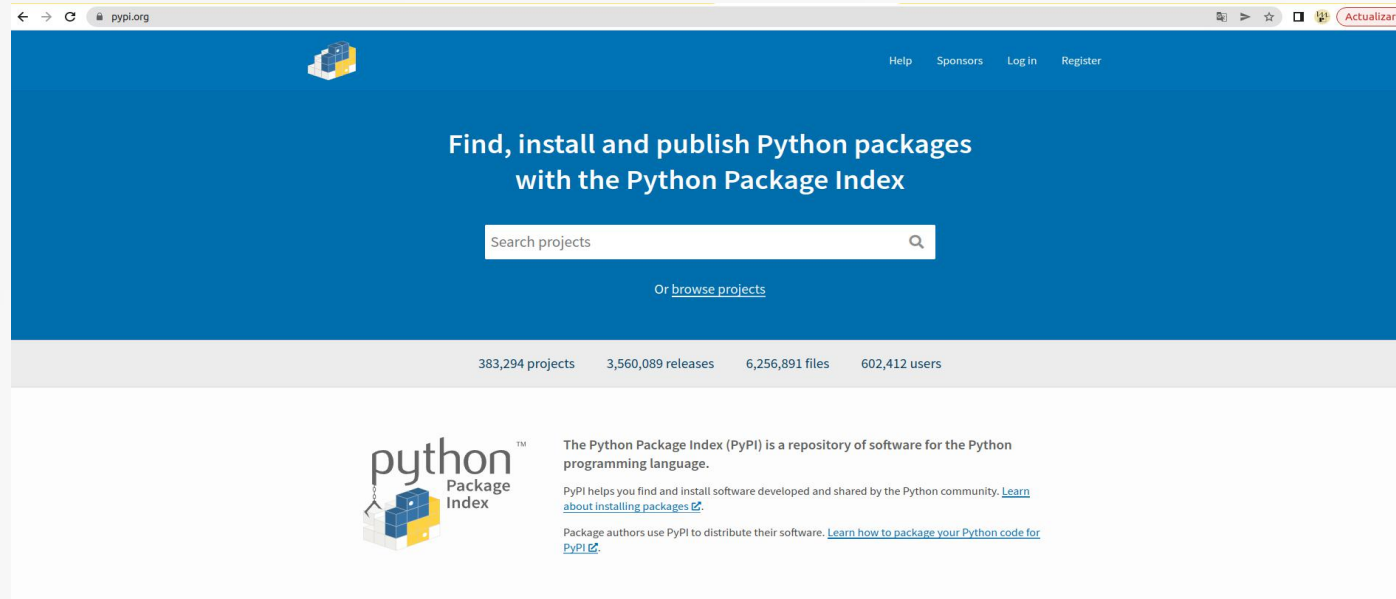 pypi.org
Actualizar
Help Sponsors Log in Register
Find, install and publish Python packages
with the Python Package Index
Search projects
Or browse projects
383,294 projects 3,560,089 releases 6,256,891 files 602,412 users
python™
Package
Index
The Python Package Index (PyPI) is a repository of software for the Python
programming language.
PyPI helps you find and install software developed and shared by the Python community. Learn
about installing packages.
Package authors use PyPI to distribute their software. Learn how to package your Python code for
PyPI.